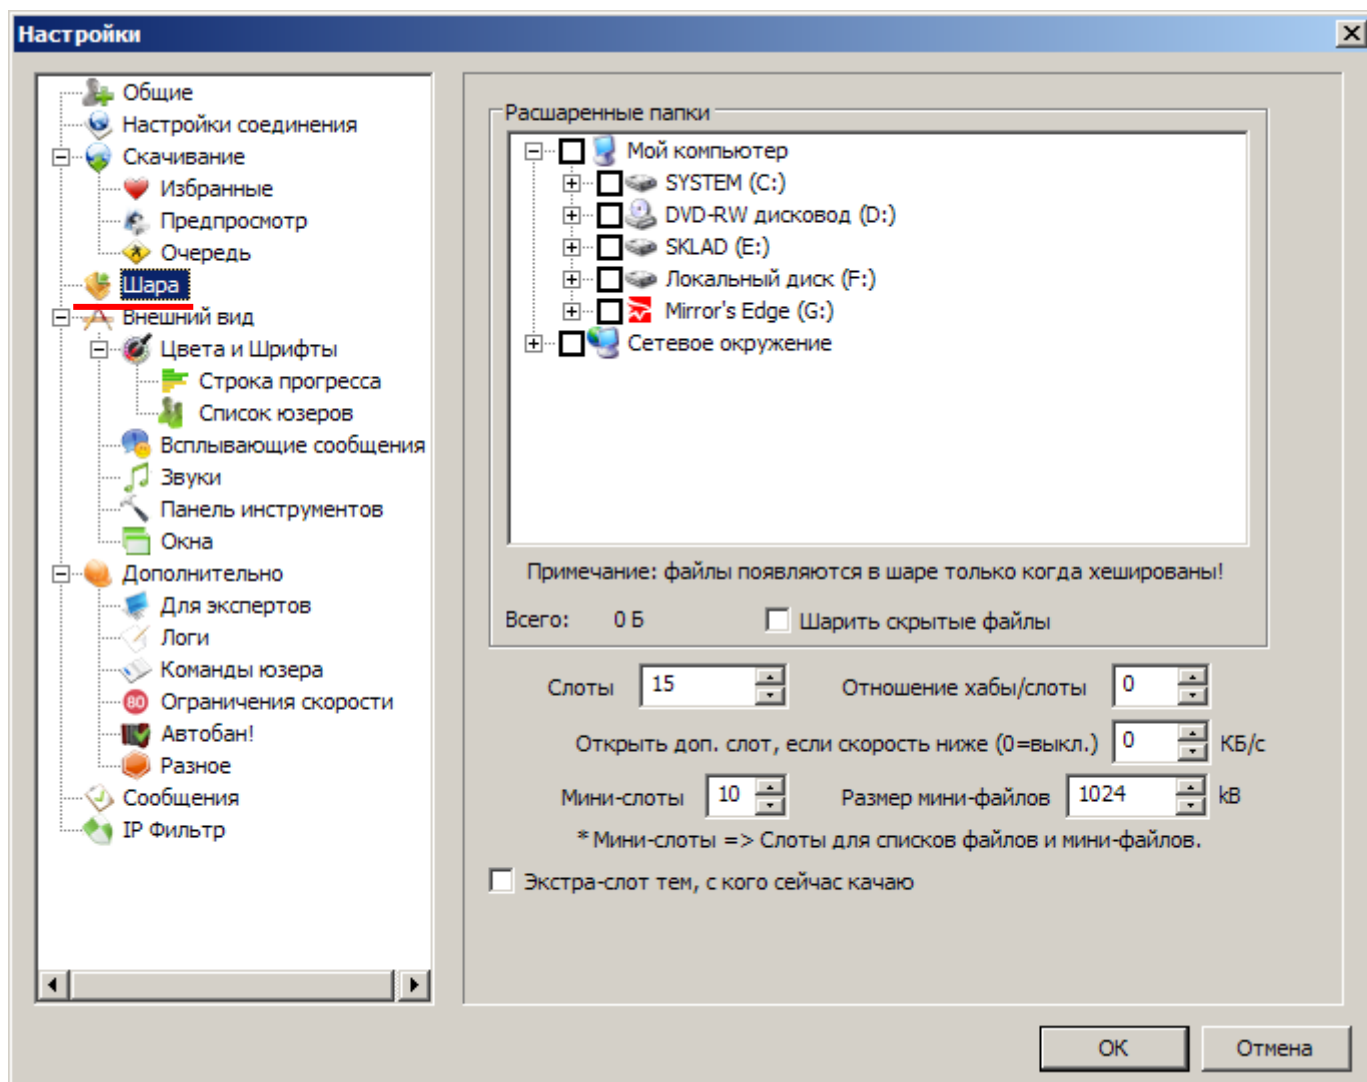 Настройки
Общие
Настройки соединения
Скачивание
Избранные
Предпросмотр
Очередь
Шара
Внешний вид
Цвета и Шрифты
Строка прогресса
Список юзеров
Всплывающие сообщения
Звуки
Панель инструментов
Окна
Дополнительно
Для экспертов
Логи
Команды юзера
80
Ограничения скорости
Автобан!
Разное
Сообщения
IP Фильтр
Расшаренные папки
Мой компьютер
SYSTEM (C:)
DVD-RW дисковод (D:)
SKLAD (E:)
Локальный диск (F:)
Mirror's Edge (G:)
Сетевое окружение
Примечание: файлы появляются в шаре только когда хешированы!
Всего: 0 Б Шарить скрытые файлы
Слоты 15 Отношение хабы/слоты 0
Открыть доп. слот, если скорость ниже (0=выкл.) 0 КБ/с
Мини-слоты 10 Размер мини-файлов 1024 kB
* Мини-слоты => Слоты для списков файлов и мини-файлов.
Экстра-слот тем, с кого сейчас качаю
OK Отмена